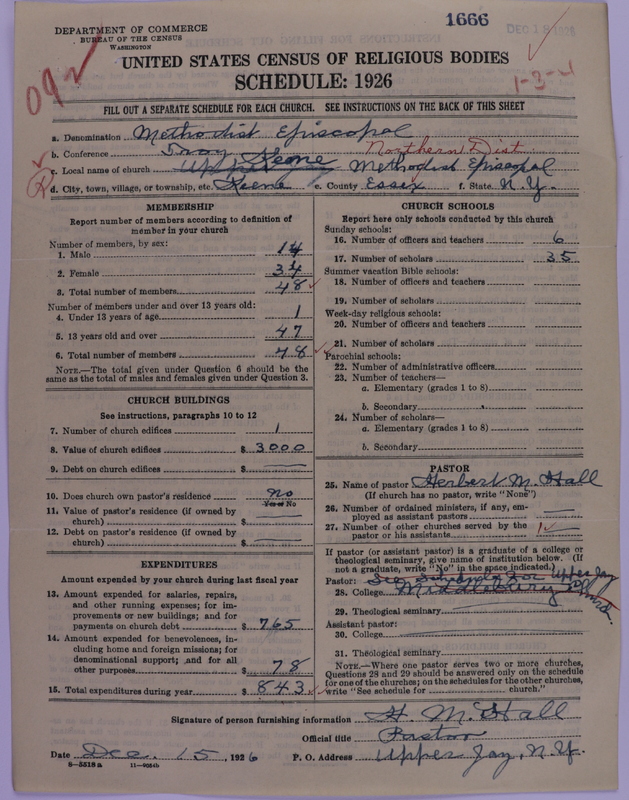 1666
DEC 18 1926
DEPARTMENT OF COMMERCE
BUREAU OF THE CENSUS
WASHINGTON
UNITED STATES CENSUS OF RELIGIOUS BODIES
SCHEDULE: 1926
1-3-4
FILL OUT A SEPARATE SCHEDULE FOR EACH CHURCH. SEE INSTRUCTIONS ON THE BACK OF THIS SHEET
a. Denomination Methodist Episcopal
b. Conference Troy Northern Dist
c. Local name of church Keene Methodist Episcopal
d. City, town, village, or township, etc. Keene e. County Essex f. State N.Y.
MEMBERSHIP
Report number of members according to definition of member in your church
Number of members, by sex:
1. Male 14
2. Female 34
3. Total number of members 48
Number of members under and over 13 years old:
4. Under 13 years of age 1
5. 13 years old and over 47
6. Total number of members 48
NOTE.—The total given under Question 6 should be the same as the total of males and females given under Question 3.
CHURCH BUILDINGS
See instructions, paragraphs 10 to 12
7. Number of church edifices 1
8. Value of church edifices $ 3000
9. Debt on church edifices $
10. Does church own pastor's residence no
Yes or No
11. Value of pastor's residence (if owned by church) $
12. Debt on pastor's residence (if owned by church) $
EXPENDITURES
Amount expended by your church during last fiscal year
13. Amount expended for salaries, repairs, and other running expenses; for improvements or new buildings; and for payments on church debt $ 765
14. Amount expended for benevolences, including home and foreign missions; for denominational support; and for all other purposes $ 78
15. Total expenditures during year $ 843
CHURCH SCHOOLS
Report here only schools conducted by this church
Sunday schools:
16. Number of officers and teachers 6
17. Number of scholars 35
Summer vacation Bible schools:
18. Number of officers and teachers
19. Number of scholars
Week-day religious schools:
20. Number of officers and teachers
21. Number of scholars
Parochial schools:
22. Number of administrative officers
23. Number of teachers—
a. Elementary (grades 1 to 8)
b. Secondary
24. Number of scholars—
a. Elementary (grades 1 to 8)
b. Secondary
PASTOR
25. Name of pastor Herbert M. Hall
(If church has no pastor, write "None")
26. Number of ordained ministers, if any, employed as assistant pastors
27. Number of other churches served by the pastor or his assistants 1
If pastor (or assistant pastor) is a graduate of a college or theological seminary, give name of institution below. (If not a graduate, write "No" in the space indicated.)
Pastor: See Schedule for Upper Jay
28. College Middlebury
29. Theological seminary
Assistant pastor:
30. College
31. Theological seminary
NOTE.—Where one pastor serves two or more churches, Questions 28 and 29 should be answered only on the schedule for one of the churches; on the schedules for the other churches, write "See schedule for church."
Signature of person furnishing information H. M. Hall
Official title Pastor
Date Dec. 15, 1926 P. O. Address Upper Jay, N.Y.
8—5518a 11—9054b